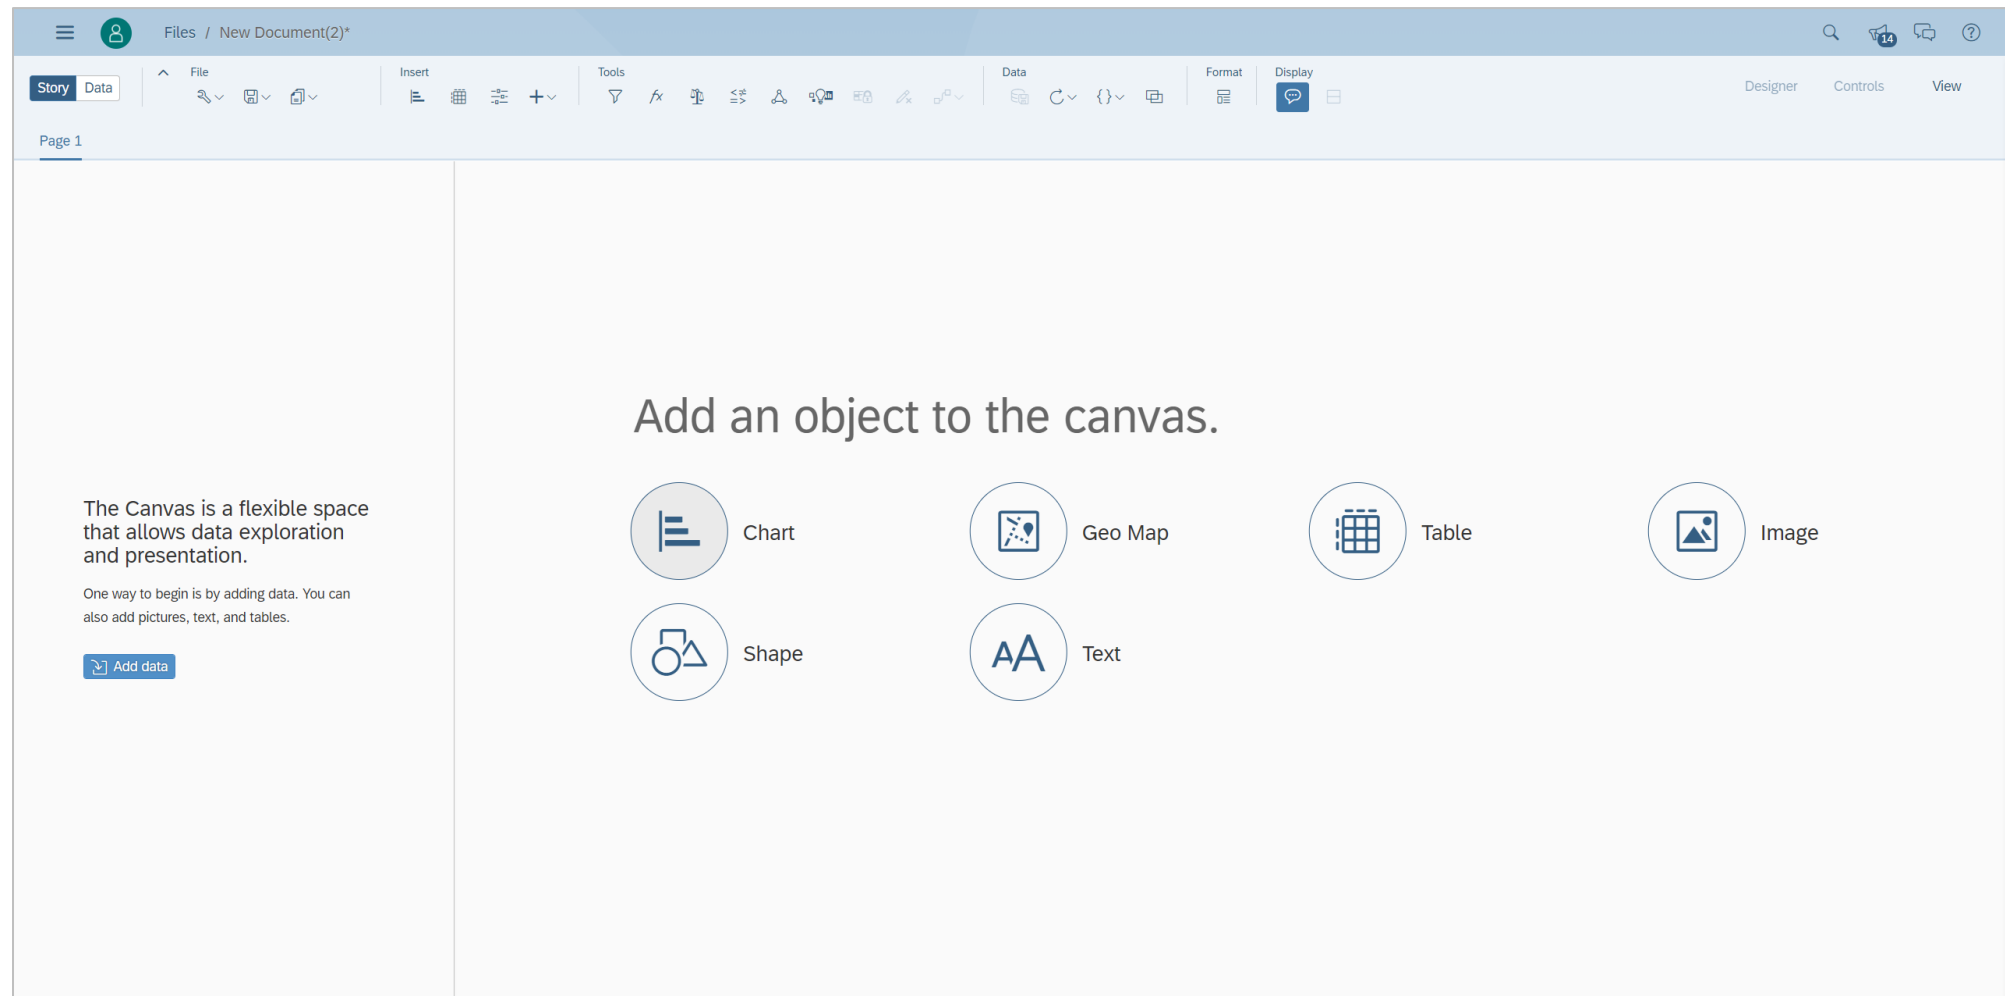 Files / New Document(2)*
14
Story Data
File
Insert
Tools
Data
Format
Display
Designer
Controls
View
Page 1
Add an object to the canvas.
The Canvas is a flexible space
that allows data exploration
and presentation.
One way to begin is by adding data. You can
also add pictures, text, and tables.
Add data
Chart
Geo Map
Table
Image
Shape
Text